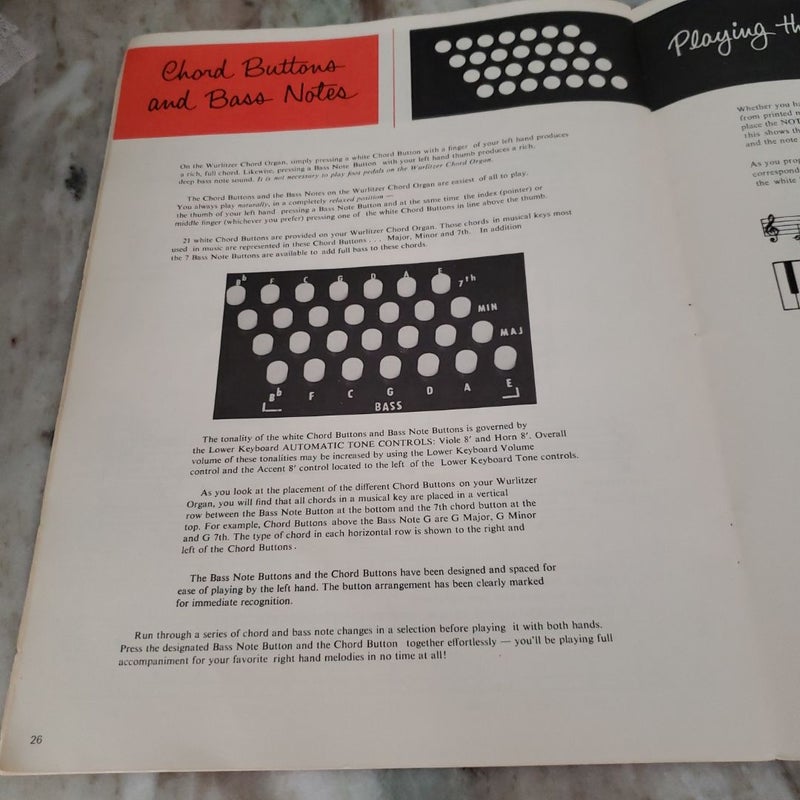 Chord Buttons
and Bass Notes
On the Wurlitzer Chord Organ, simply pressing a white Chord Button with a finger of your left hand produces
a rich, full chord. Likewise, pressing a Bass Note Button with your left hand thumb produces a rich,
deep bass note sound. It is not necessary to play foot pedals on the Wurlitzer Chord Organ.
The Chord Buttons and the Bass Notes on the Wurlitzer Chord Organ are easiest of all to play.
You always play naturally, in a completely relaxed position —
the thumb of your left hand pressing a Bass Note Button and at the same time the index (pointer) or
middle finger (whichever you prefer) pressing one of the white Chord Buttons in line above the thumb.
21 white Chord Buttons are provided on your Wurlitzer Chord Organ. Those chords in musical keys most
used in music are represented in these Chord Buttons . . . Major, Minor and 7th. In addition
the 7 Bass Note Buttons are available to add full bass to these chords.
Bb F C G D A E 7th
MIN
MAJ
Bb F C G D A E
BASS
The tonality of the white Chord Buttons and Bass Note Buttons is governed by
the Lower Keyboard AUTOMATIC TONE CONTROLS: Viole 8' and Horn 8'. Overall
volume of these tonalities may be increased by using the Lower Keyboard Volume
control and the Accent 8' control located to the left of the Lower Keyboard Tone controls.
As you look at the placement of the different Chord Buttons on your Wurlitzer
Organ, you will find that all chords in a musical key are placed in a vertical
row between the Bass Note Button at the bottom and the 7th chord button at the
top. For example, Chord Buttons above the Bass Note G are G Major, G Minor
and G 7th. The type of chord in each horizontal row is shown to the right and
left of the Chord Buttons.
The Bass Note Buttons and the Chord Buttons have been designed and spaced for
ease of playing by the left hand. The button arrangement has been clearly marked
for immediate recognition.
Run through a series of chord and bass note changes in a selection before playing it with both hands.
Press the designated Bass Note Button and the Chord Button together effortlessly — you'll be playing full
accompaniment for your favorite right hand melodies in no time at all!
26
Playing
Whether you
from printed
place the
this shows th
and the note
As you
correspond
the white